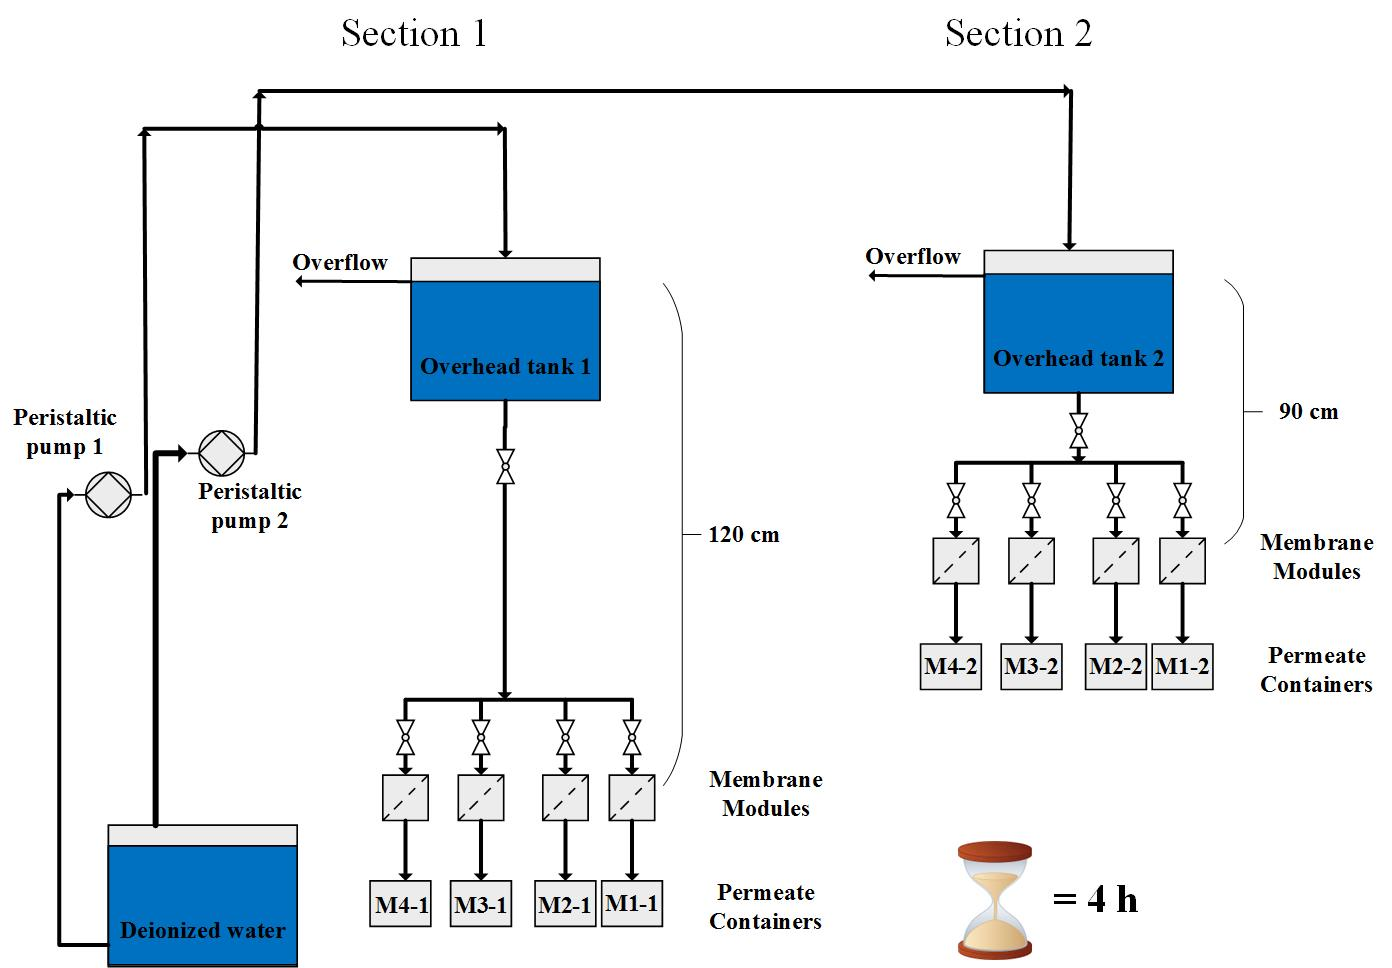 Section 1
Section 2
Overflow
Overflow
Overhead tank 1
Overhead tank 2
Peristaltic
pump 1
90 cm
Peristaltic
pump 2
120 cm
Membrane
Modules
M4-2
M3-2
M2-2
M1-2
Permeate
Containers
Membrane
Modules
M4-1
M3-1
M2-1
M1-1
Permeate
Containers
= 4 h
Deionized water